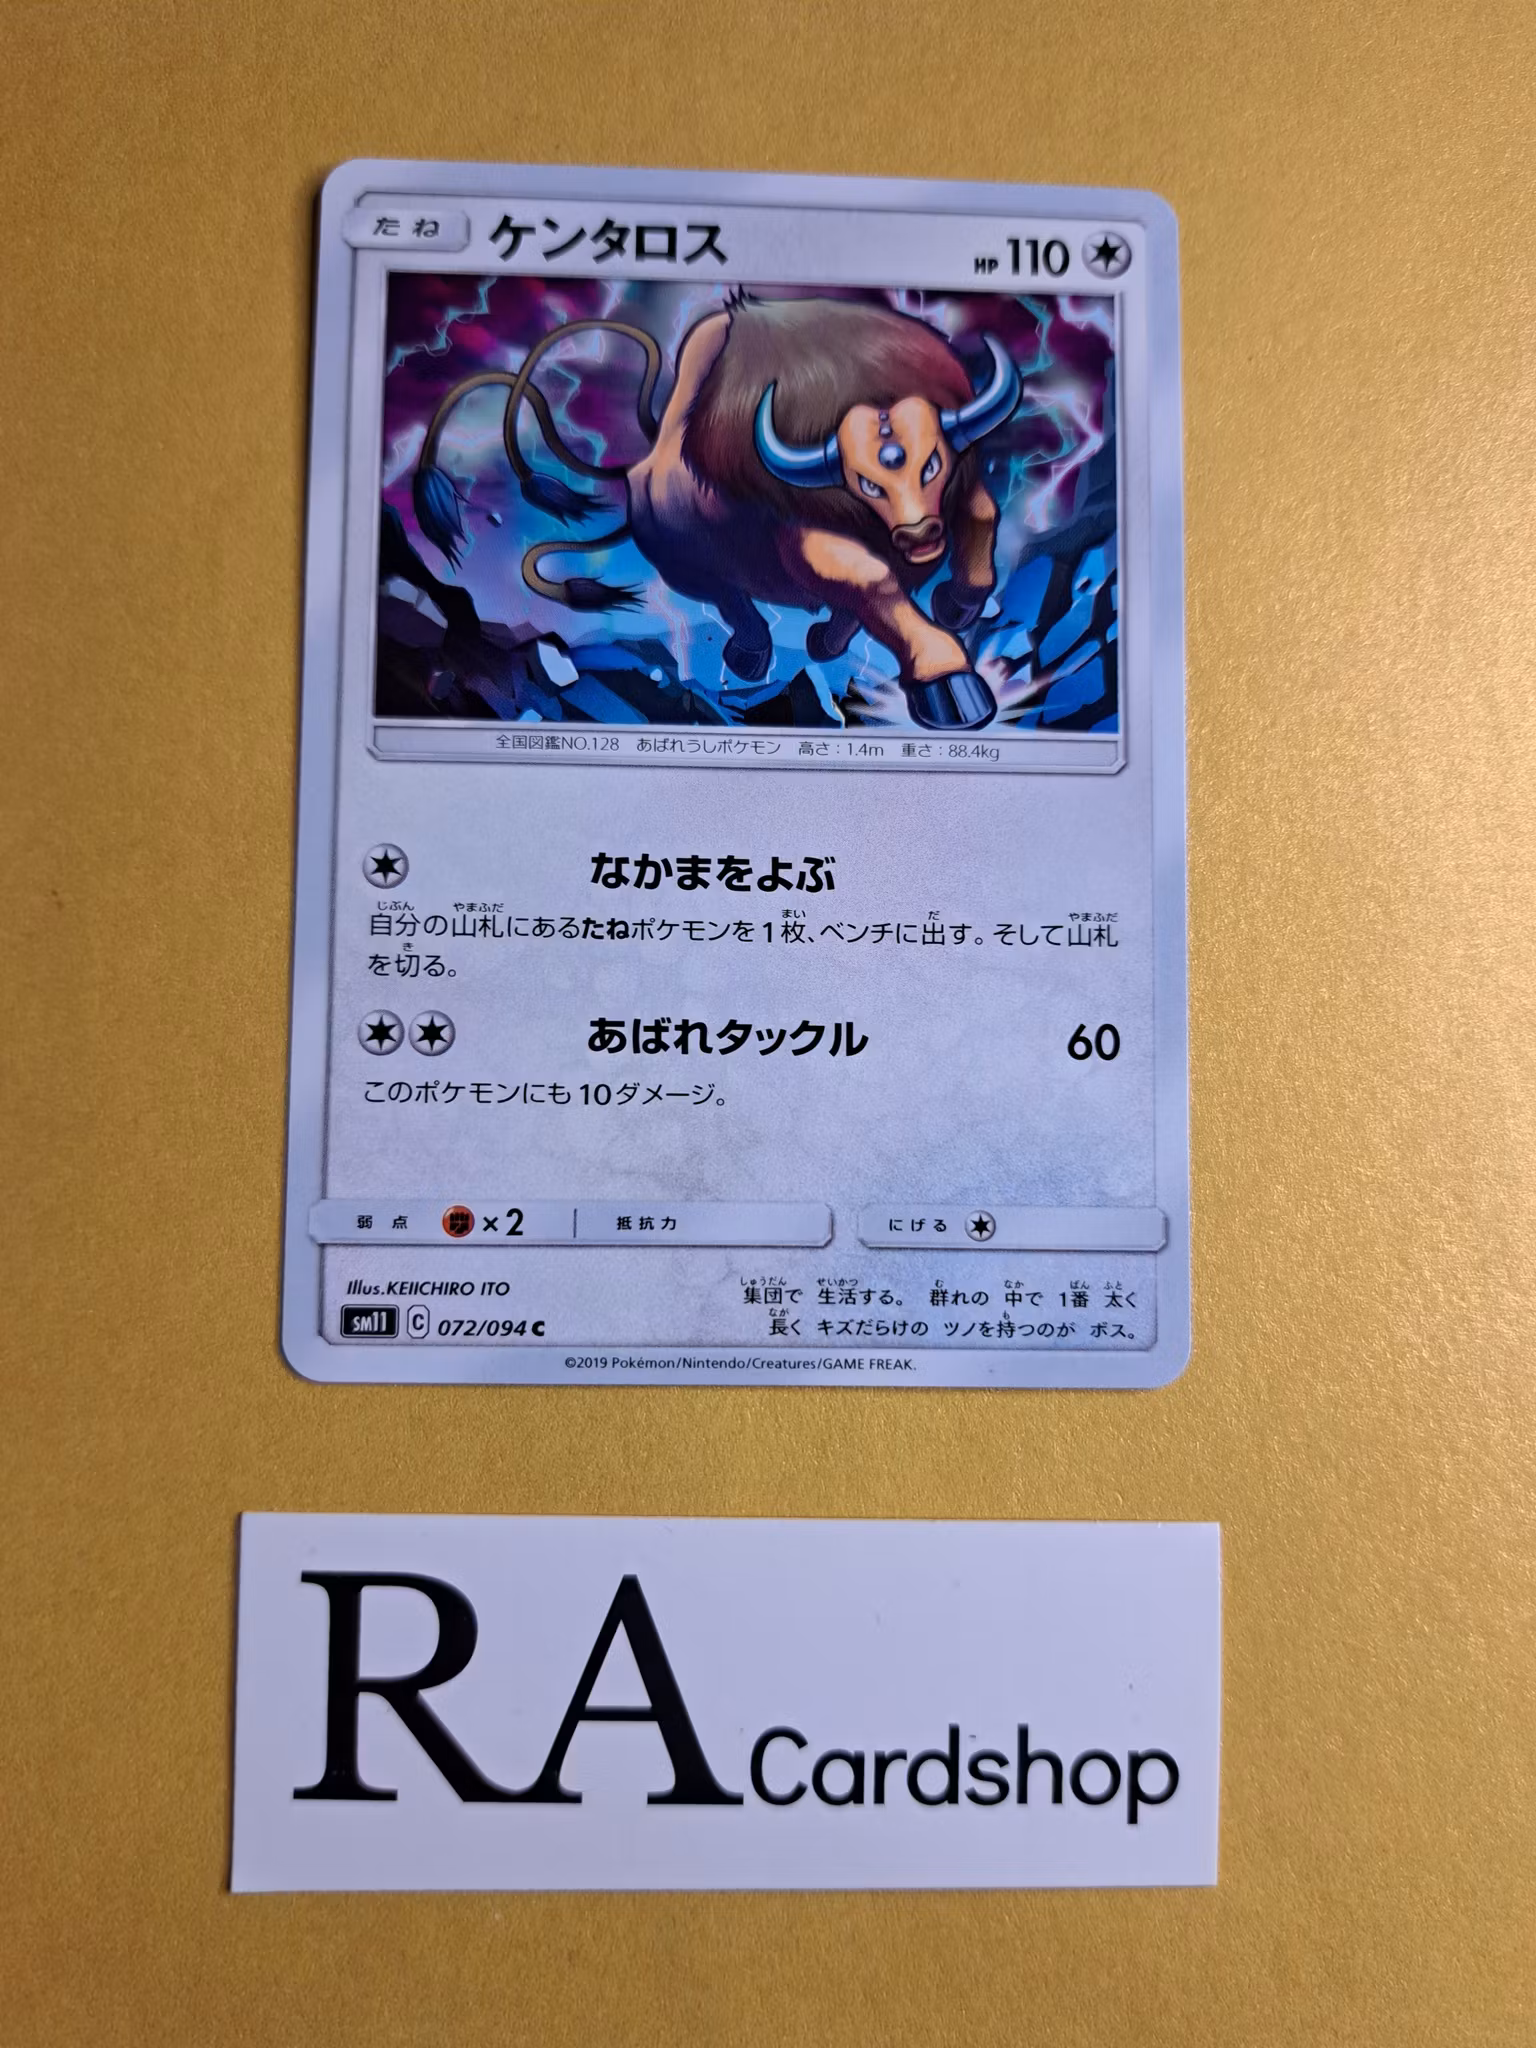 たね ケンタロス HP 110
全国図鑑NO.128 あばれうしポケモン 高さ：1.4m 重さ：88.4kg
なかまをよぶ
自分の山札にあるたねポケモンを1枚、ベンチに出す。そして山札
を切る。
あばれタックル 60
このポケモンにも10ダメージ。
弱点 ×2 抵抗力 にげる
Illus.KEIICHIRO ITO
SM11 C 072/094 C
集団で 生活する。 群れの 中で 1番 太く
長く キズだらけの ツノを持つのが ボス。
©2019 Pokémon/Nintendo/Creatures/GAME FREAK.
RA Cardshop